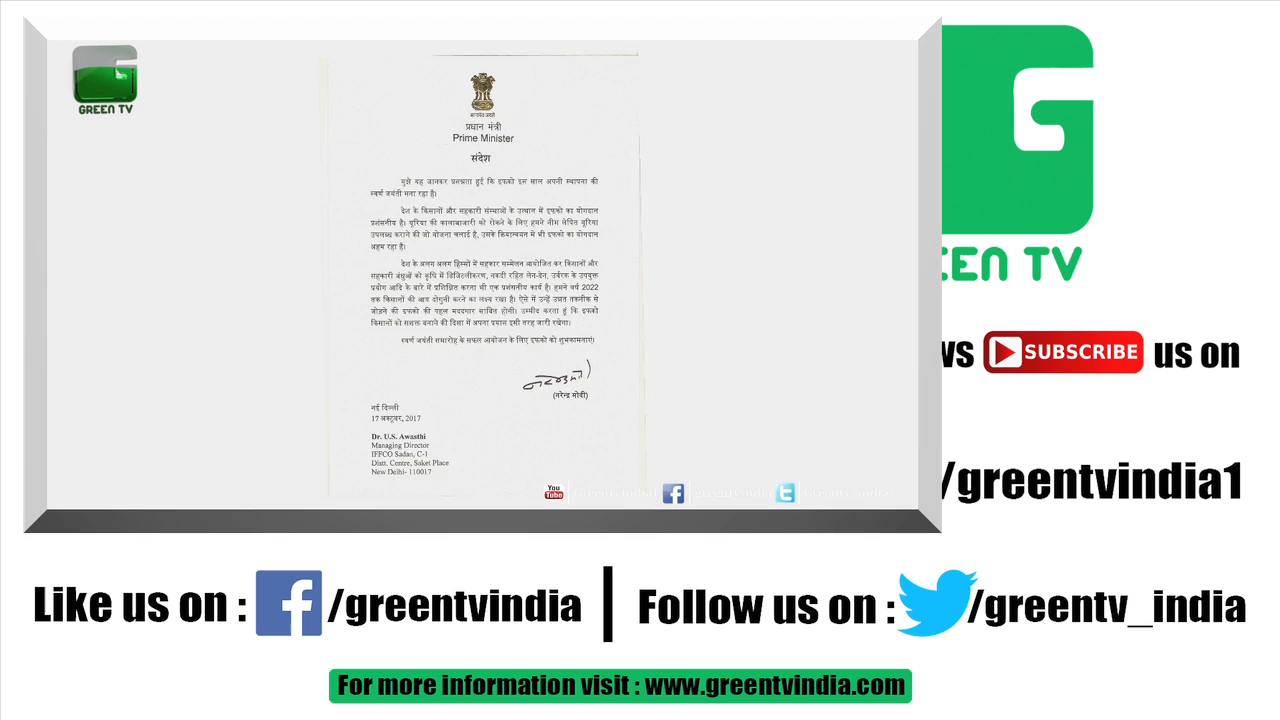 GREEN TV
सत्यमेव जयते
प्रधान मंत्री
Prime Minister
संदेश
मुझे यह जानकर प्रसन्नता हुई कि इफको इस साल अपनी स्थापना की
स्वर्ण जयंती मना रहा है।
देश के किसानों और सहकारी संस्थाओं के उत्थान में इफको का योगदान
प्रशंसनीय है। यूरिया की कालाबाजारी को रोकने के लिए हमने नीम लेपित यूरिया
उपलब्ध कराने की जो योजना चलाई है, उसके क्रियान्वयन में भी इफको का योगदान
अहम रहा है।
देश के अलग अलग हिस्सों में सहकार सम्मेलन आयोजित कर किसानों और
सहकारी बंधुओं को कृषि में डिजिटलीकरण, नकदी रहित लेन-देन, उर्वरक के उपयुक्त
प्रयोग आदि के बारे में प्रशिक्षित करना भी एक प्रशंसनीय कार्य है। हमने वर्ष 2022
तक किसानों की आय दोगुनी करने का लक्ष्य रखा है। ऐसे में उन्हें उन्नत तकनीक से
जोड़ने की इफको की पहल मददगार साबित होगी। उम्मीद करता हूं कि इफको
किसानों को सशक्त बनाने की दिशा में अपना प्रयास इसी तरह जारी रखेगा।
स्वर्ण जयंती समारोह के सफल आयोजन के लिए इफको को शुभकामनाएं।
(नरेन्द्र मोदी)
नई दिल्ली
17 अक्टूबर, 2017
Dr. U.S. Awasthi
Managing Director
IFFCO Sadan, C-1
Distt. Centre, Saket Place
New Delhi- 110017
You Tube /greentvindia1 /greentvindia /greentv_india
EEN TV
ws SUBSCRIBE us on
/greentvindia1
Like us on : /greentvindia | Follow us on : /greentv_india
For more information visit : www.greentvindia.com